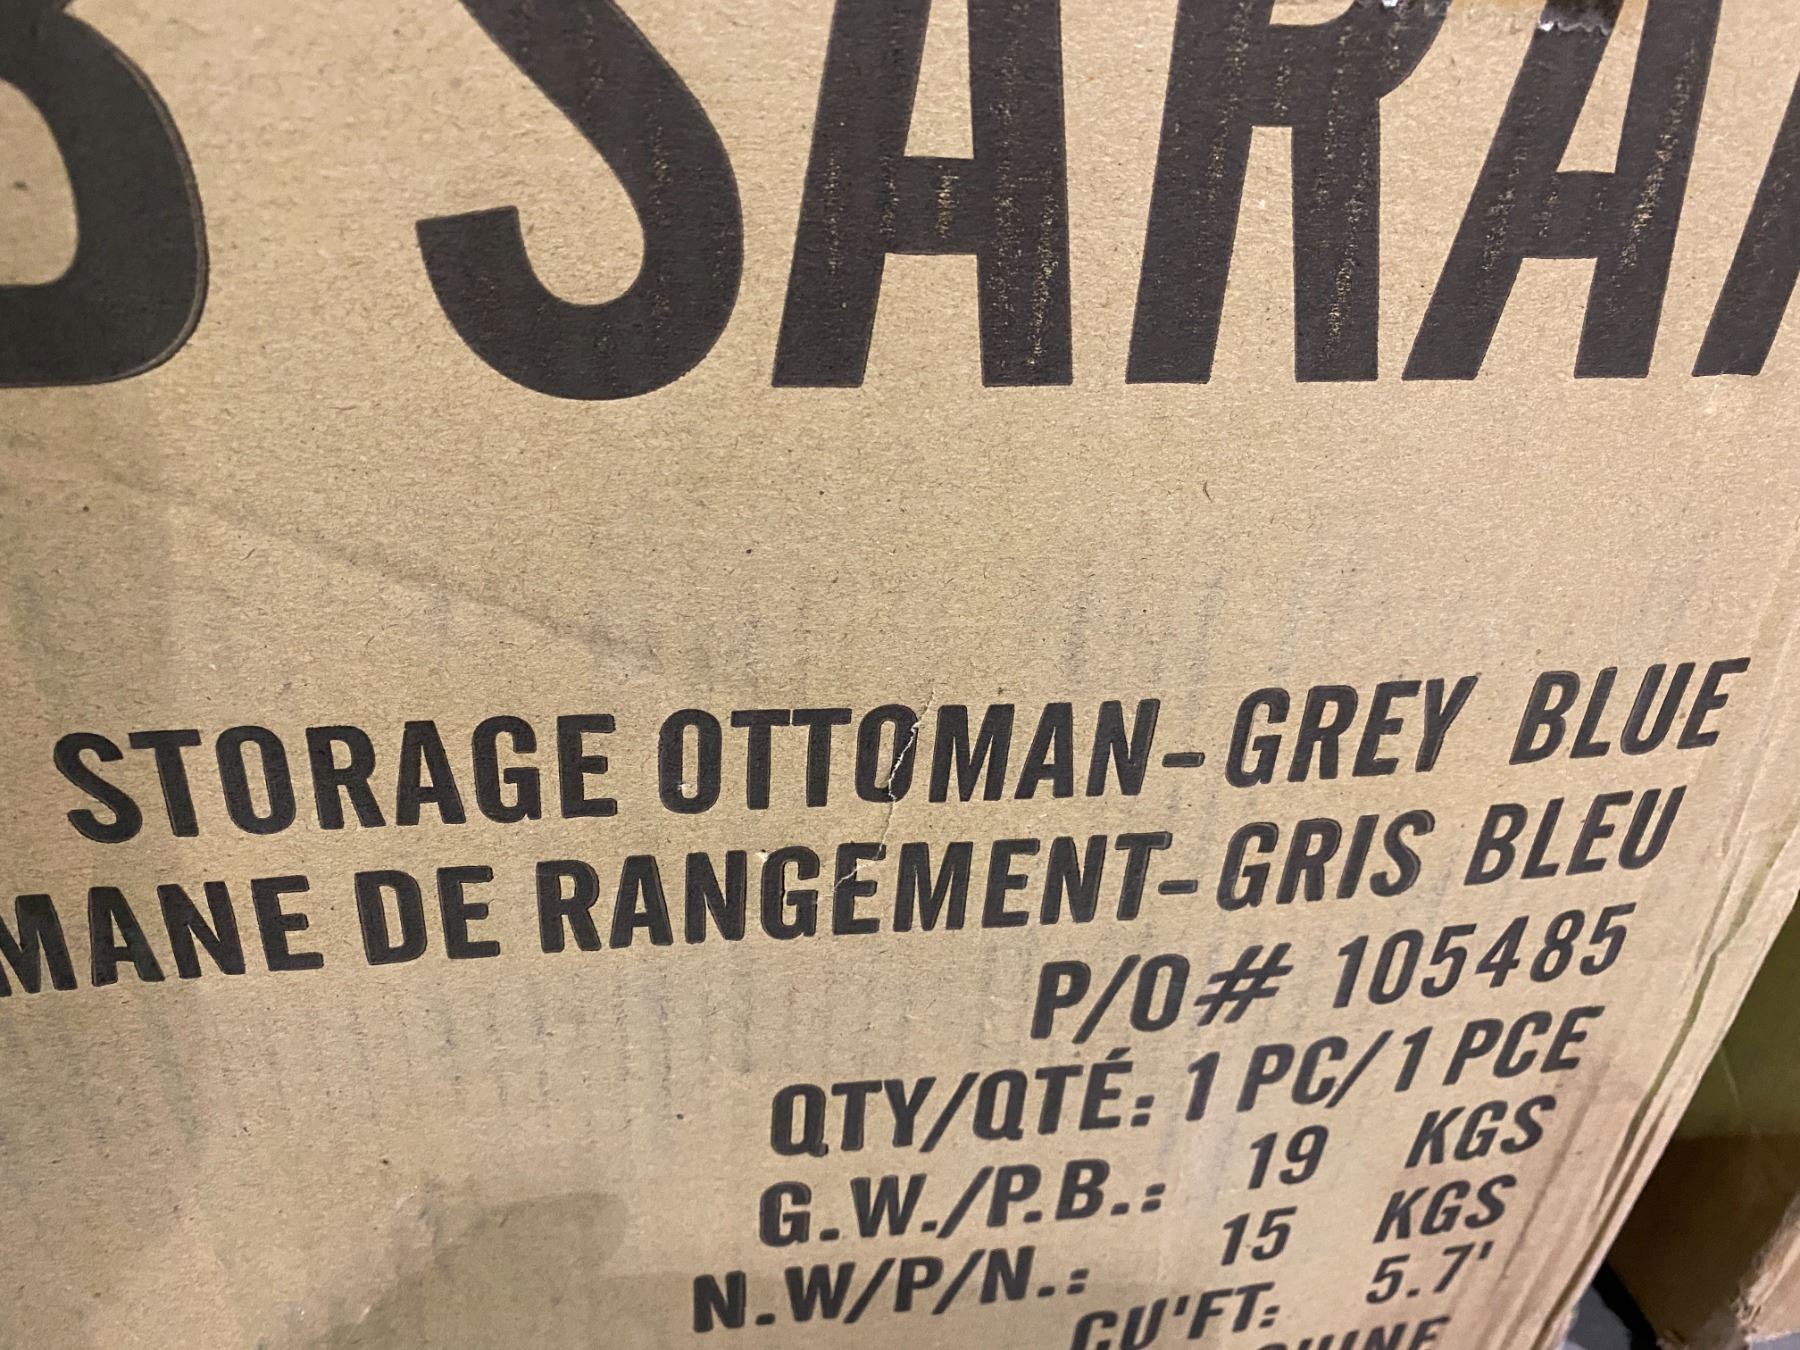 B SARA
STORAGE OTTOMAN-GREY BLUE
MANE DE RANGEMENT-GRIS BLEU
P/O# 105485
QTY/QTÉ: 1 PC/1 PCE
G.W./P.B.: 19 KGS
N.W/P/N.: 15 KGS
CU'FT: 5.7'